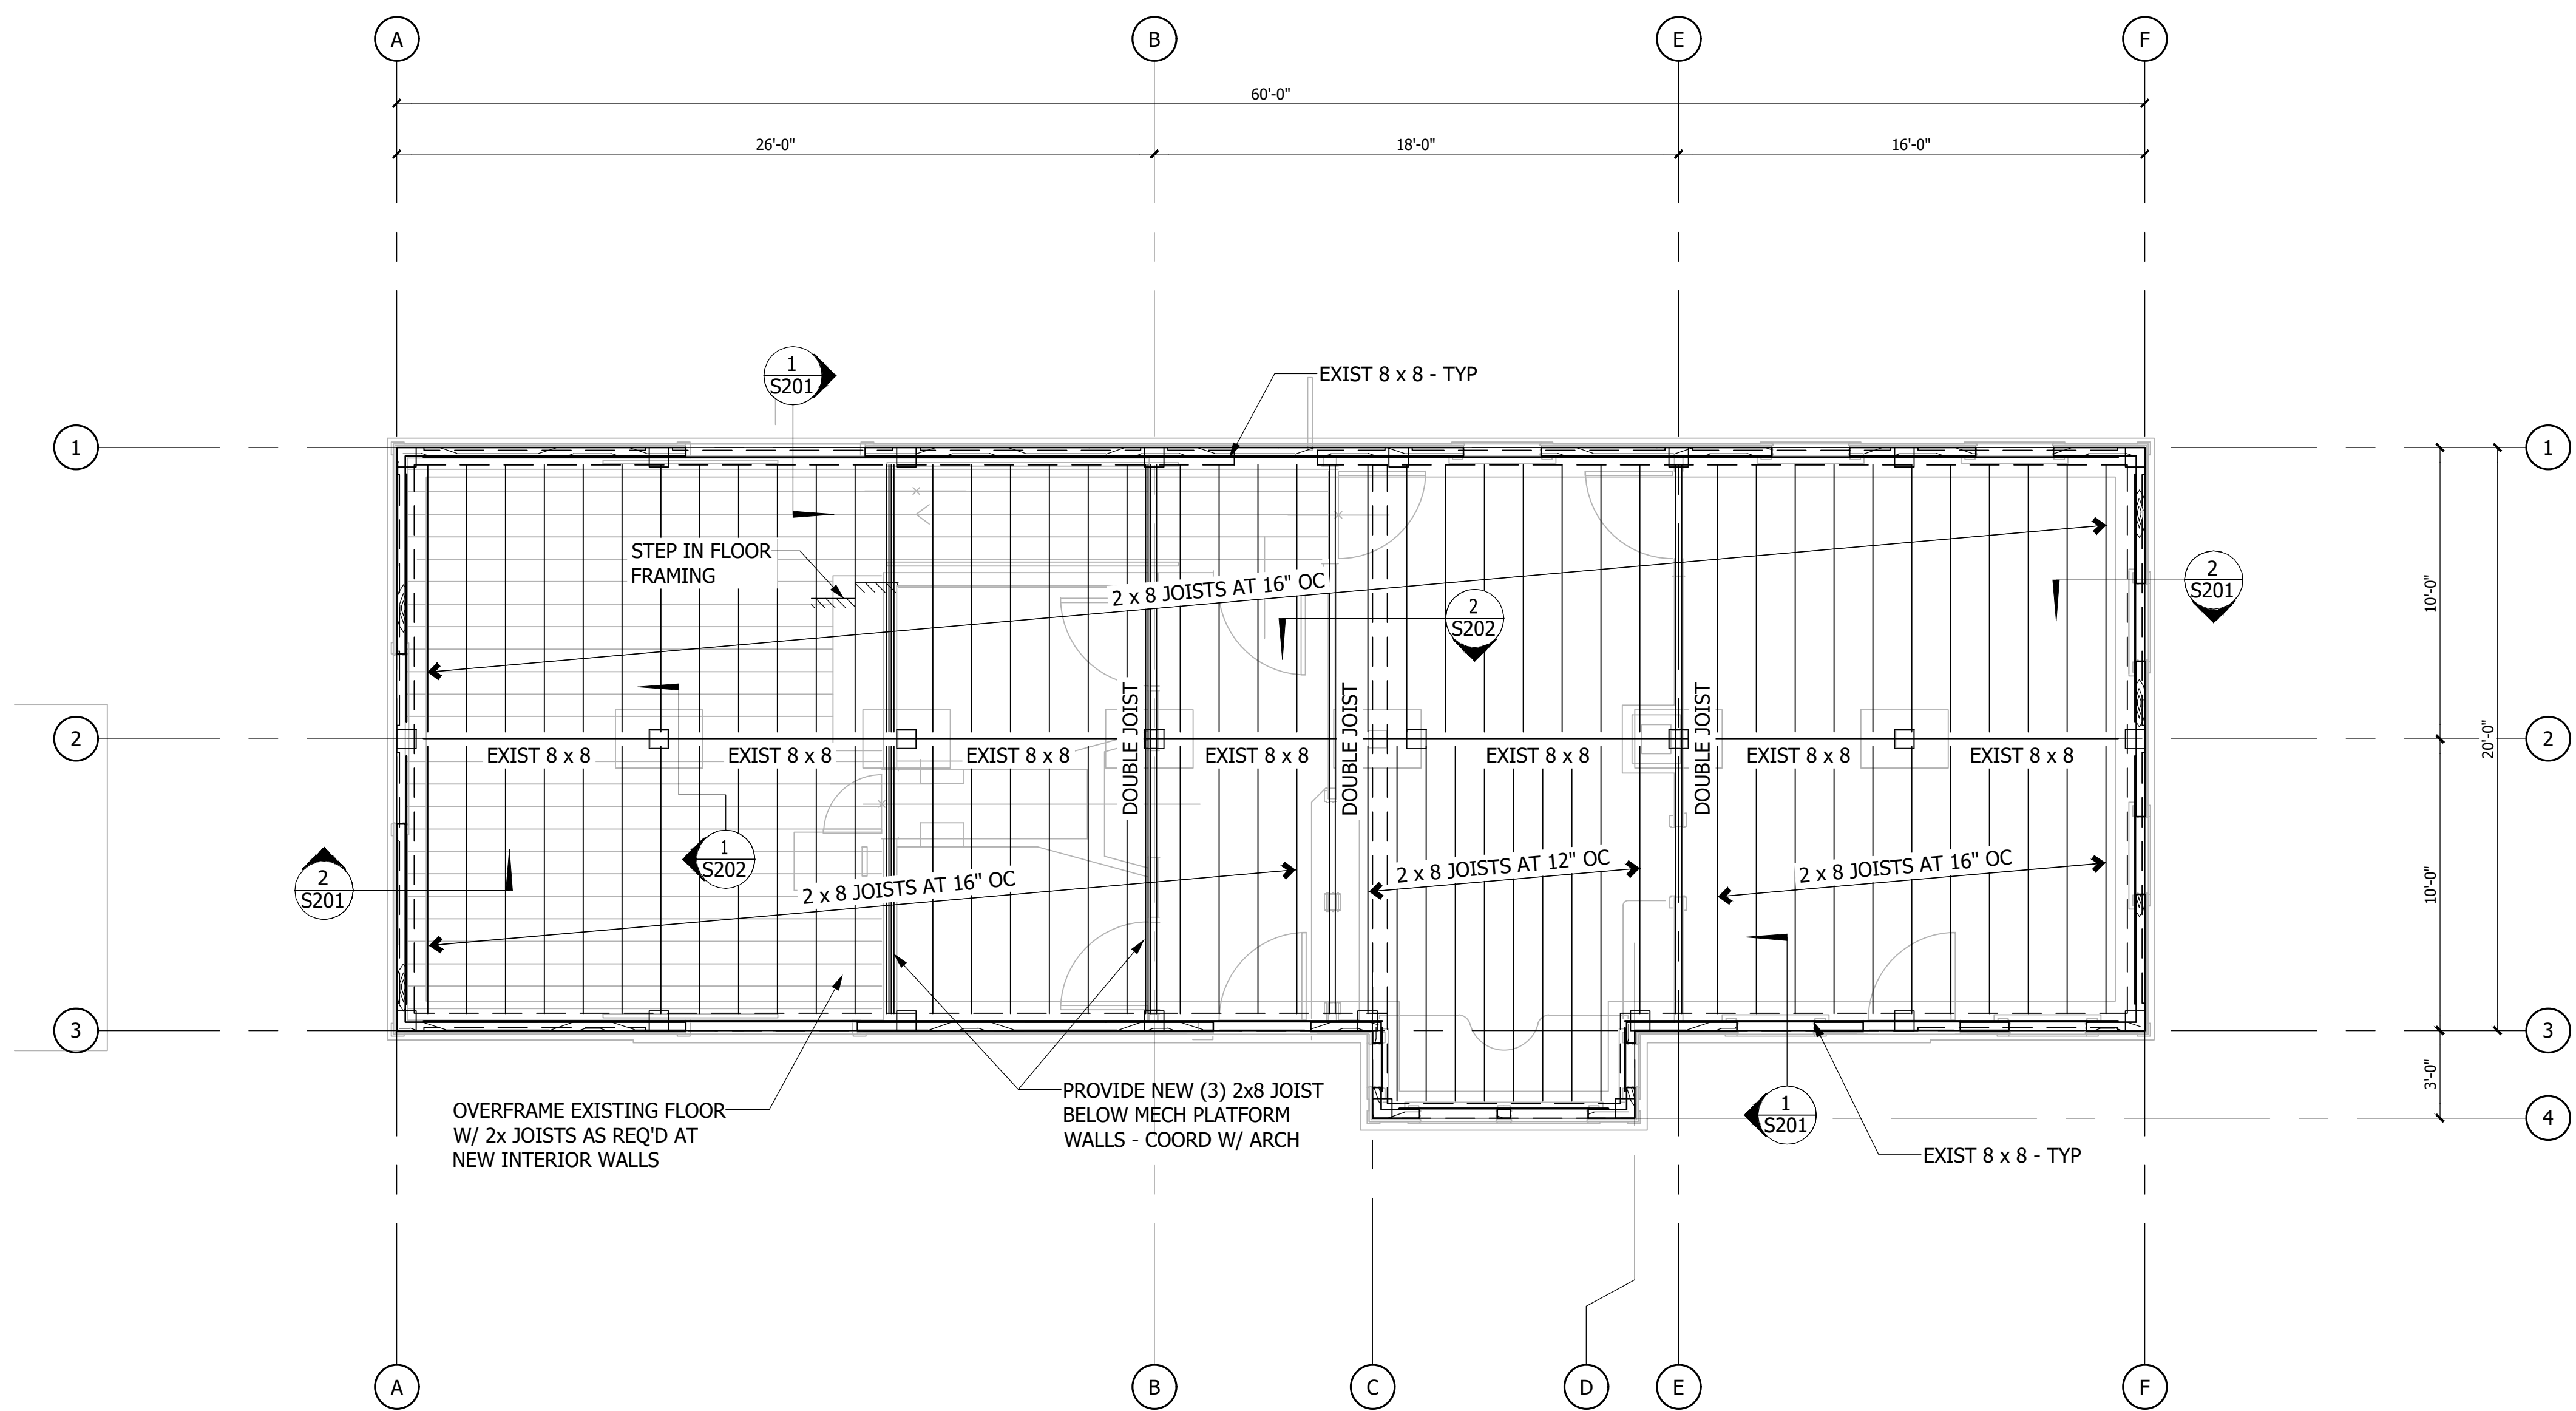 A
B
E
F
60'-0"
26'-0"
18'-0"
16'-0"
1
S201
EXIST 8 x 8 - TYP
1
1
STEP IN FLOOR
FRAMING
2 x 8 JOISTS AT 16" OC
2
S202
2
S201
10'-0"
20'-0"
DOUBLE JOIST
DOUBLE JOIST
DOUBLE JOIST
2
2
EXIST 8 x 8
EXIST 8 x 8
EXIST 8 x 8
EXIST 8 x 8
EXIST 8 x 8
EXIST 8 x 8
EXIST 8 x 8
1
S202
2
S201
2 x 8 JOISTS AT 16" OC
2 x 8 JOISTS AT 12" OC
2 x 8 JOISTS AT 16" OC
10'-0"
3
3
3'-0"
OVERFRAME EXISTING FLOOR
W/ 2x JOISTS AS REQ'D AT
NEW INTERIOR WALLS
PROVIDE NEW (3) 2x8 JOIST
BELOW MECH PLATFORM
WALLS - COORD W/ ARCH
1
S201
4
EXIST 8 x 8 - TYP
A
B
C
D
E
F